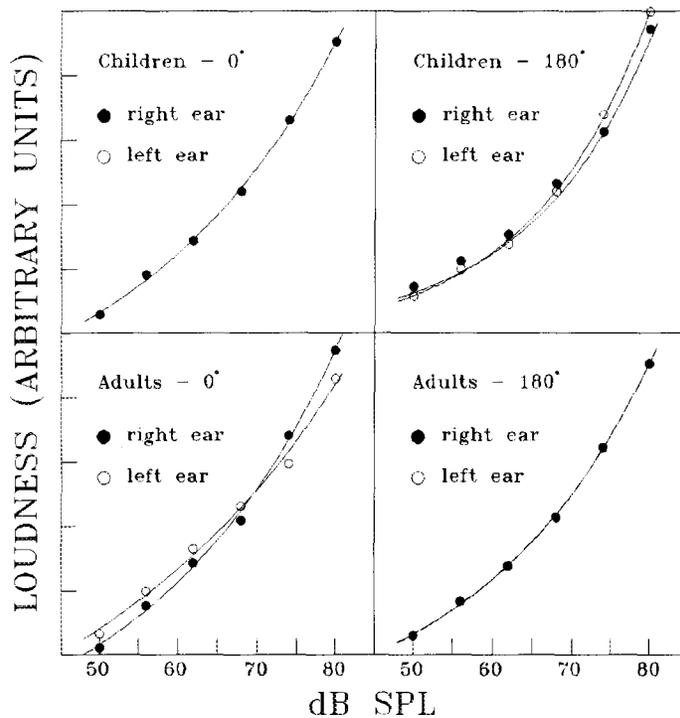 LOUDNESS (ARBITRARY UNITS)
Children - 0°
right ear
left ear
Children - 180°
right ear
left ear
Adults - 0°
right ear
left ear
Adults - 180°
right ear
left ear
50 60 70 80 50 60 70 80
dB SPL